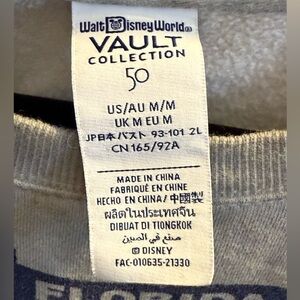 Walt Disney World®
VAULT
COLLECTION
50
US/AU M/M
UK M EU M
JP日本バスト 93-101 2L
CN 165/92A
MADE IN CHINA
FABRIQUÉ EN CHINE
HECHO EN CHINA/ 中國製
ผลิตในประเทศจีน
DIBUAT DI TIONGKOK
صنع في الصين
© DISNEY
FAC-010635-21330